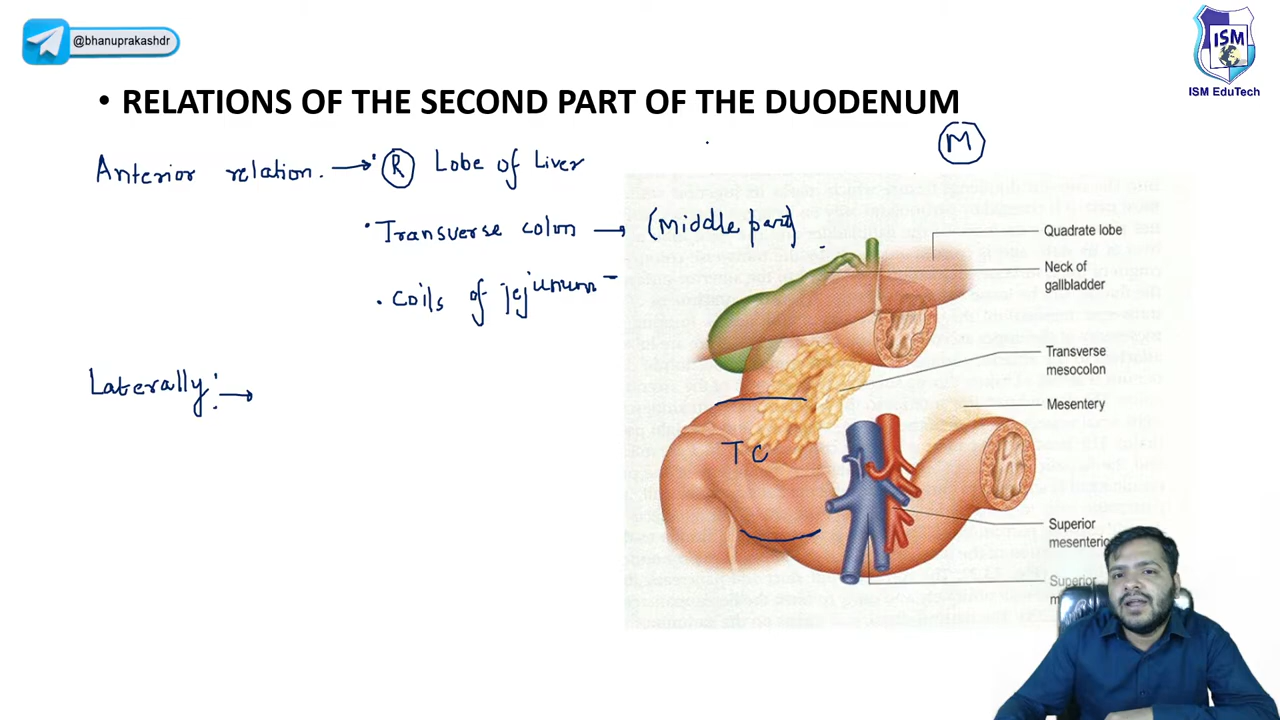 @bhanuprakashdr
ISM
ISM EduTech
• RELATIONS OF THE SECOND PART OF THE DUODENUM
M
Anterior relation. → • R Lobe of Liver
• Transverse colon → (Middle part)
• coils of jejunum -
Laterally: →
Quadrate lobe
Neck of
gallbladder
Transverse
mesocolon
Mesentery
TC
Superior
mesenteric
Superior